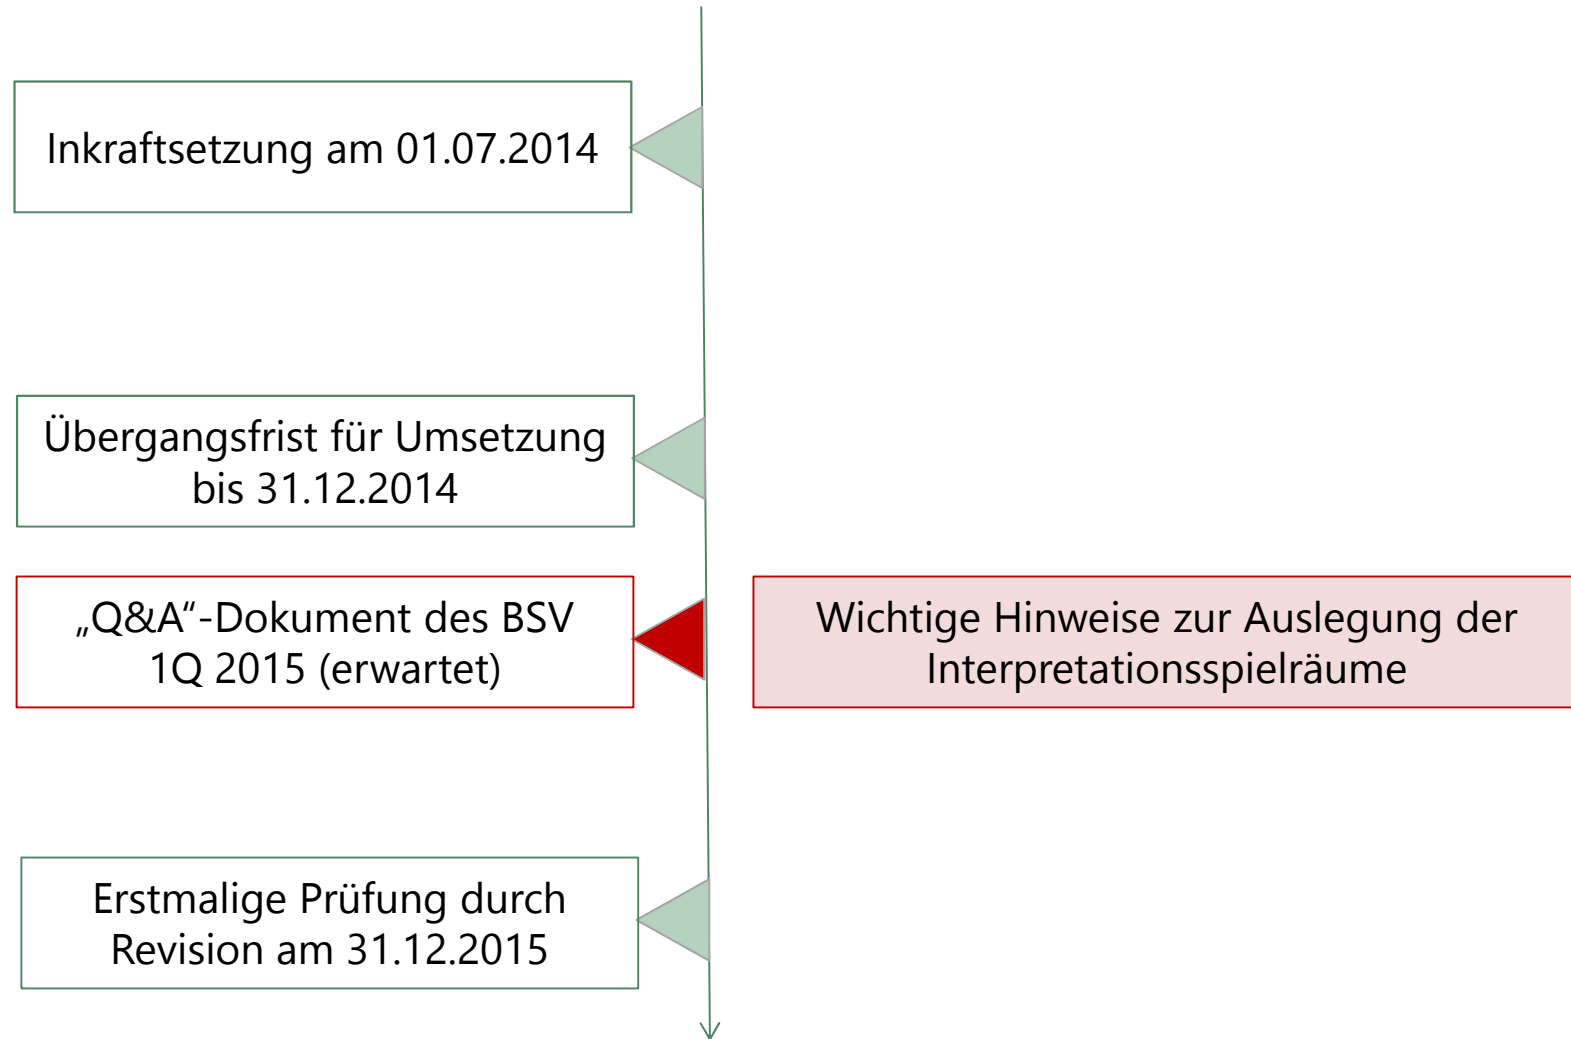 Inkraftsetzung am 01.07.2014
Übergangsfrist für Umsetzung
bis 31.12.2014
„Q&A“-Dokument des BSV
1Q 2015 (erwartet)
Wichtige Hinweise zur Auslegung der
Interpretationsspielräume
Erstmalige Prüfung durch
Revision am 31.12.2015